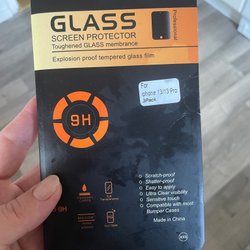 GLASS
Professional
SCREEN PROTECTOR
Toughened GLASS membrance
Explosion proof tempered glass film
For
iphone 13/13 Pro
3Pack
9H
Scratch-proof
Shatter-proof
Easy to apply
Ultra Clear visibility
Sensitive touch
Compatible with most
Bumper Cases
Made in China
9H